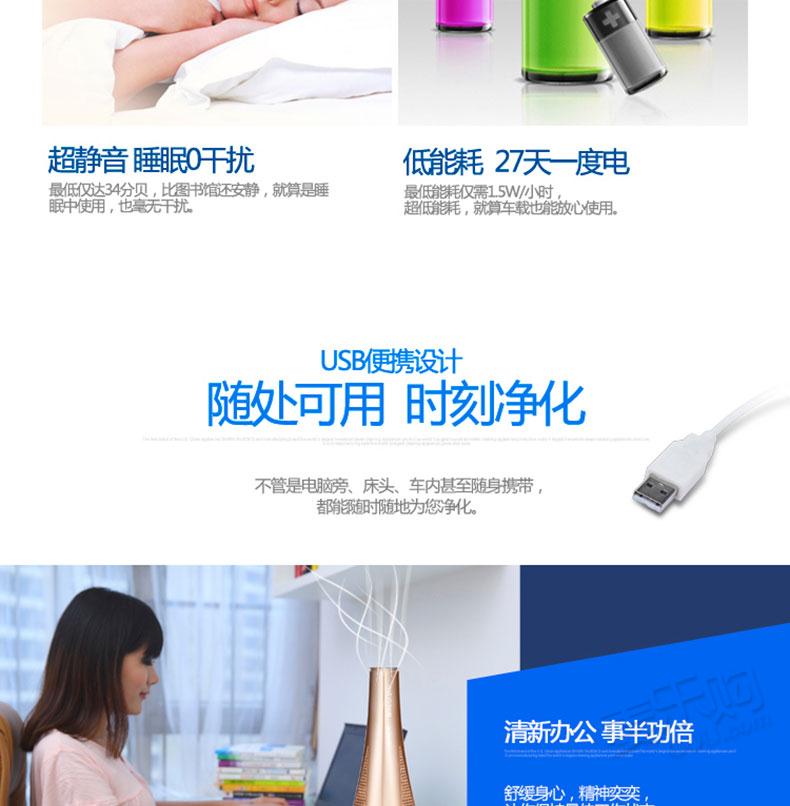 超静音 睡眠0干扰
最低仅达34分贝，比图书馆还安静，就算是睡
眠中使用，也毫无干扰。
低能耗 27天一度电
最低能耗仅需1.5W/小时，
超低能耗，就算车载也能放心使用。
USB便携设计
随处可用 时刻净化
不管是电脑旁、床头、车内甚至随身携带，
都能随时随地为您净化。
清新办公 事半功倍
舒缓身心，精神奕奕，